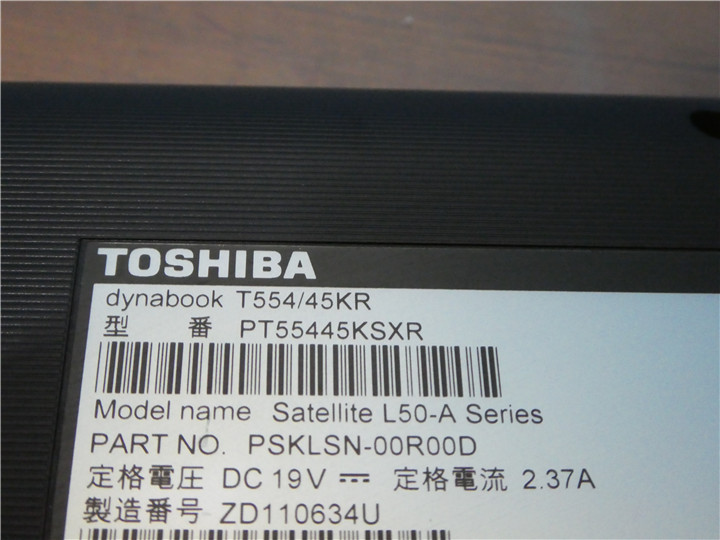 TOSHIBA
dynabook T554/45KR
型 番 PT55445KSXR
Model name Satellite L50-A Series
PART NO. PSKLSN-00R00D
定格電圧 DC 19V ⎓ 定格電流 2.37A
製造番号 ZD110634U